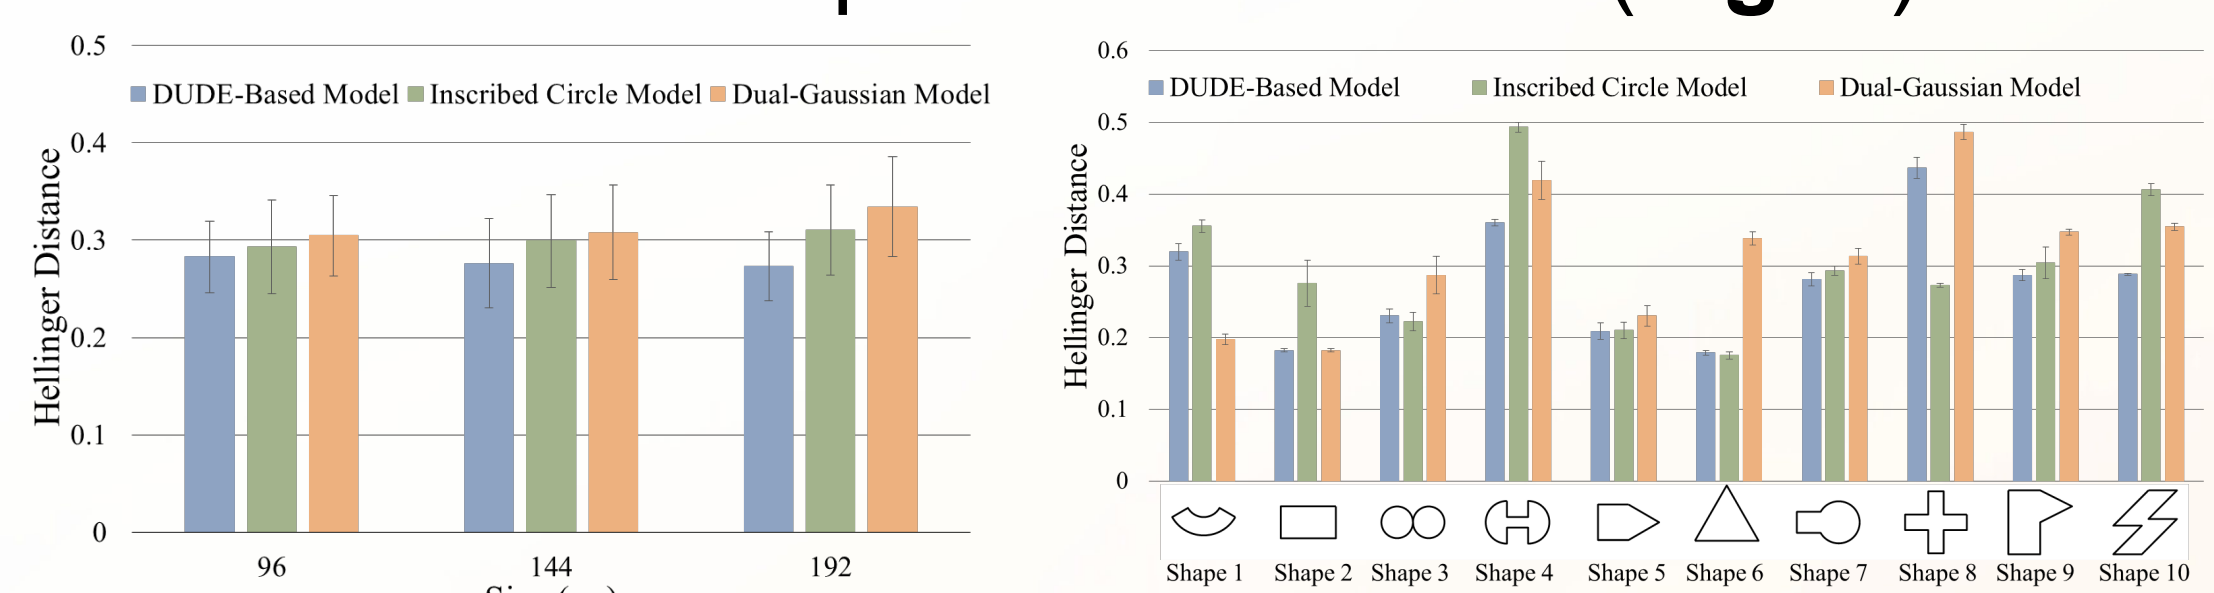 0.5
DUDE-Based Model Inscribed Circle Model Dual-Gaussian Model
0.4
0.3
0.2
0.1
0
Hellinger Distance
96 144 192
0.6
DUDE-Based Model Inscribed Circle Model Dual-Gaussian Model
0.5
0.4
0.3
0.2
0.1
0
Hellinger Distance
Shape 1 Shape 2 Shape 3 Shape 4 Shape 5 Shape 6 Shape 7 Shape 8 Shape 9 Shape 10